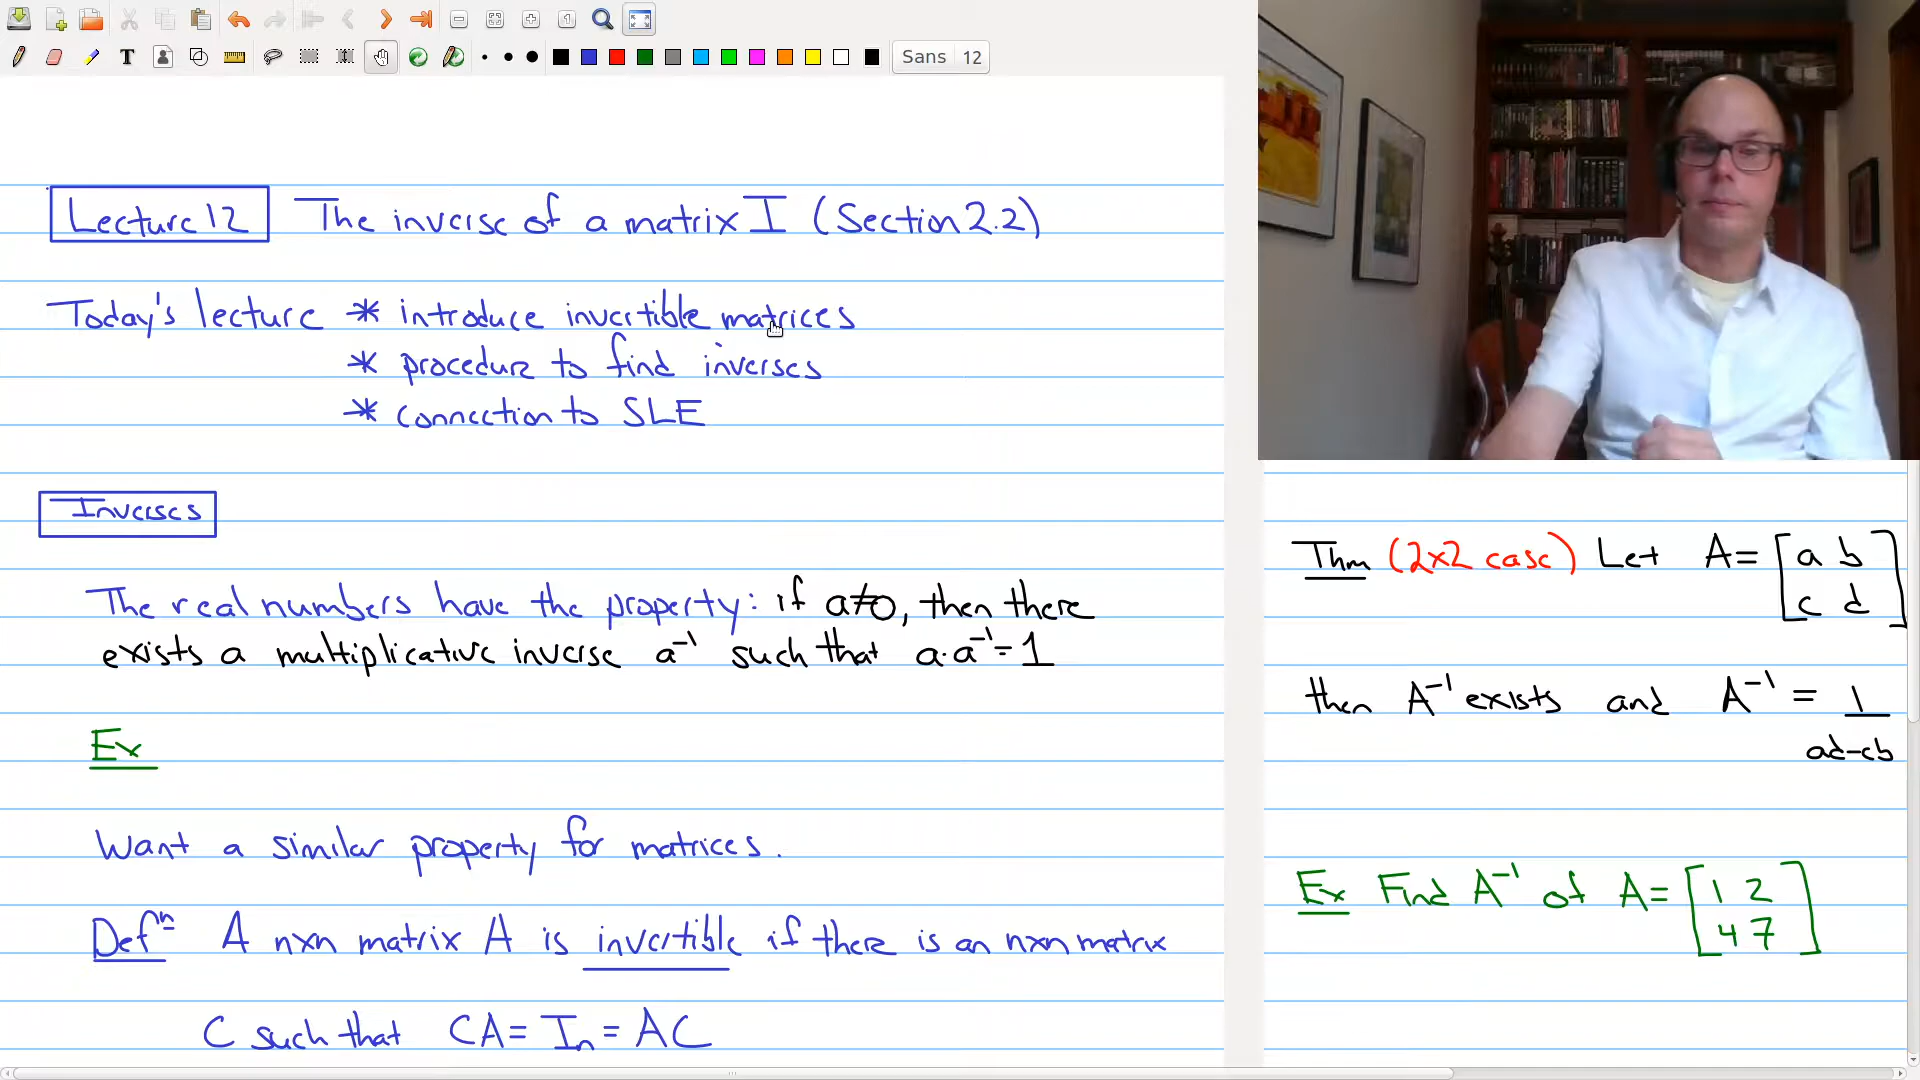 Sans 12
Lecture 12 The inverse of a matrix I (Section 2.2)
Today's lecture * introduce invertible matrices
* procedure to find inverses
* connection to SLE
Inverses
The real numbers have the property: if a≠0, then there
exists a multiplicative inverse a⁻¹ such that a·a⁻¹=1
Ex
Want a similar property for matrices.
Defⁿ A nxn matrix A is invertible if there is an nxn matrix
C such that CA = Iₙ = AC
Thm (2x2 case) Let A = [a b
c d]
then A⁻¹ exists and A⁻¹ = 1
ad-cb
Ex Find A⁻¹ of A = [1 2
4 7]